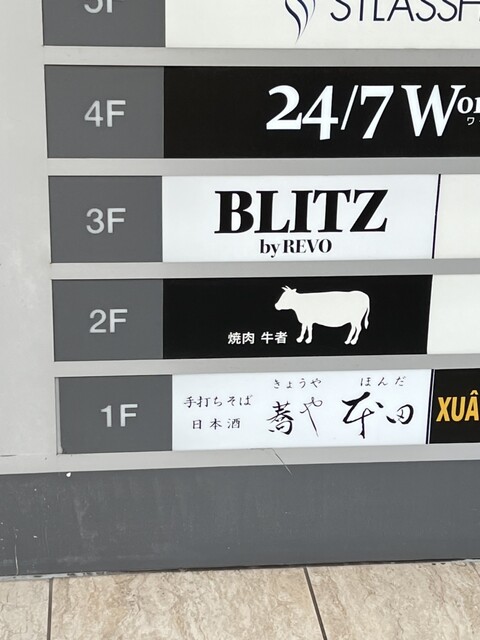 5F
4F
24/7
3F
BLITZ
by REVO
2F
焼肉 牛者
1F
手打ちそば
日本酒
きょうや ほんだ
蕎や 本田
XUÂ